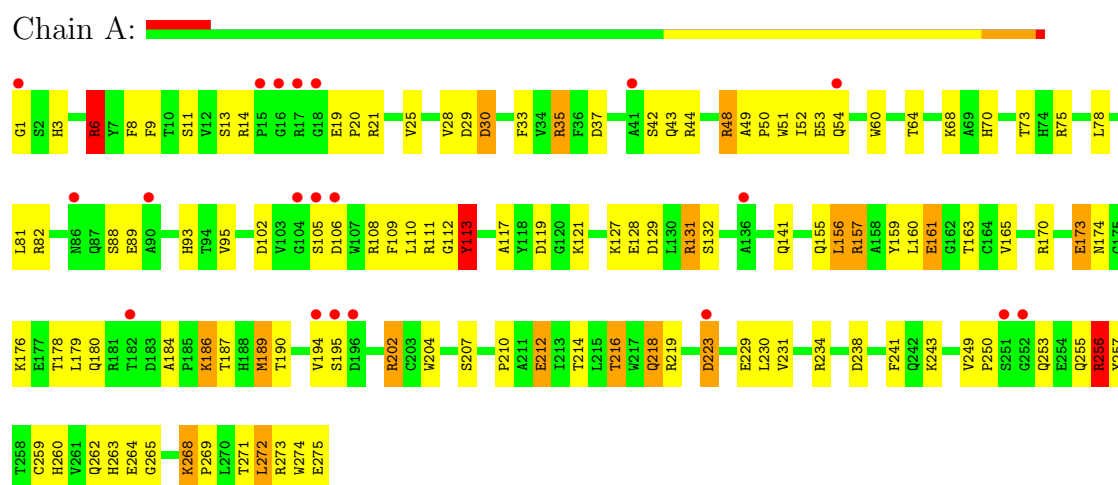 Chain A:
G1 S2 H3 R6 Y7 F8 F9 T10 S11 V12 S13 R14 P15 G16 R17 G18 E19 P20 R21 V25 V28 D29 D30 F33 V34 R35 F36 D37 A41 S42 Q43 R44 R48 A49 P50 W51 I52 E53 Q54 W60 T64 K68 A69 H70 T73 H74 R75 L78
L81 R82 N86 Q87 S88 E89 A90 H93 T94 V95 D102 V103 G104 S105 D106 W107 R108 F109 L110 R111 G112 Y113 A117 Y118 D119 G120 K121 K127 E128 D129 L130 R131 S132 A136 Q141 Q155 L156 R157 A158 Y159 L160 E161 G162 T163 C164 V165 R170 E173 N174 G175
K176 E177 T178 L179 Q180 R181 T182 D183 A184 P185 K186 T187 H188 M189 T190 V194 S195 D196 R202 C203 W204 S207 P210 A211 E212 I213 T214 L215 T216 W217 Q218 R219 D223 E229 L230 V231 R234 D238 F241 Q242 K243 V249 P250 S251 G252 Q253 E254 Q255 R256 Y257
T258 C259 H260 V261 Q262 H263 E264 G265 K268 P269 L270 T271 L272 R273 W274 E275